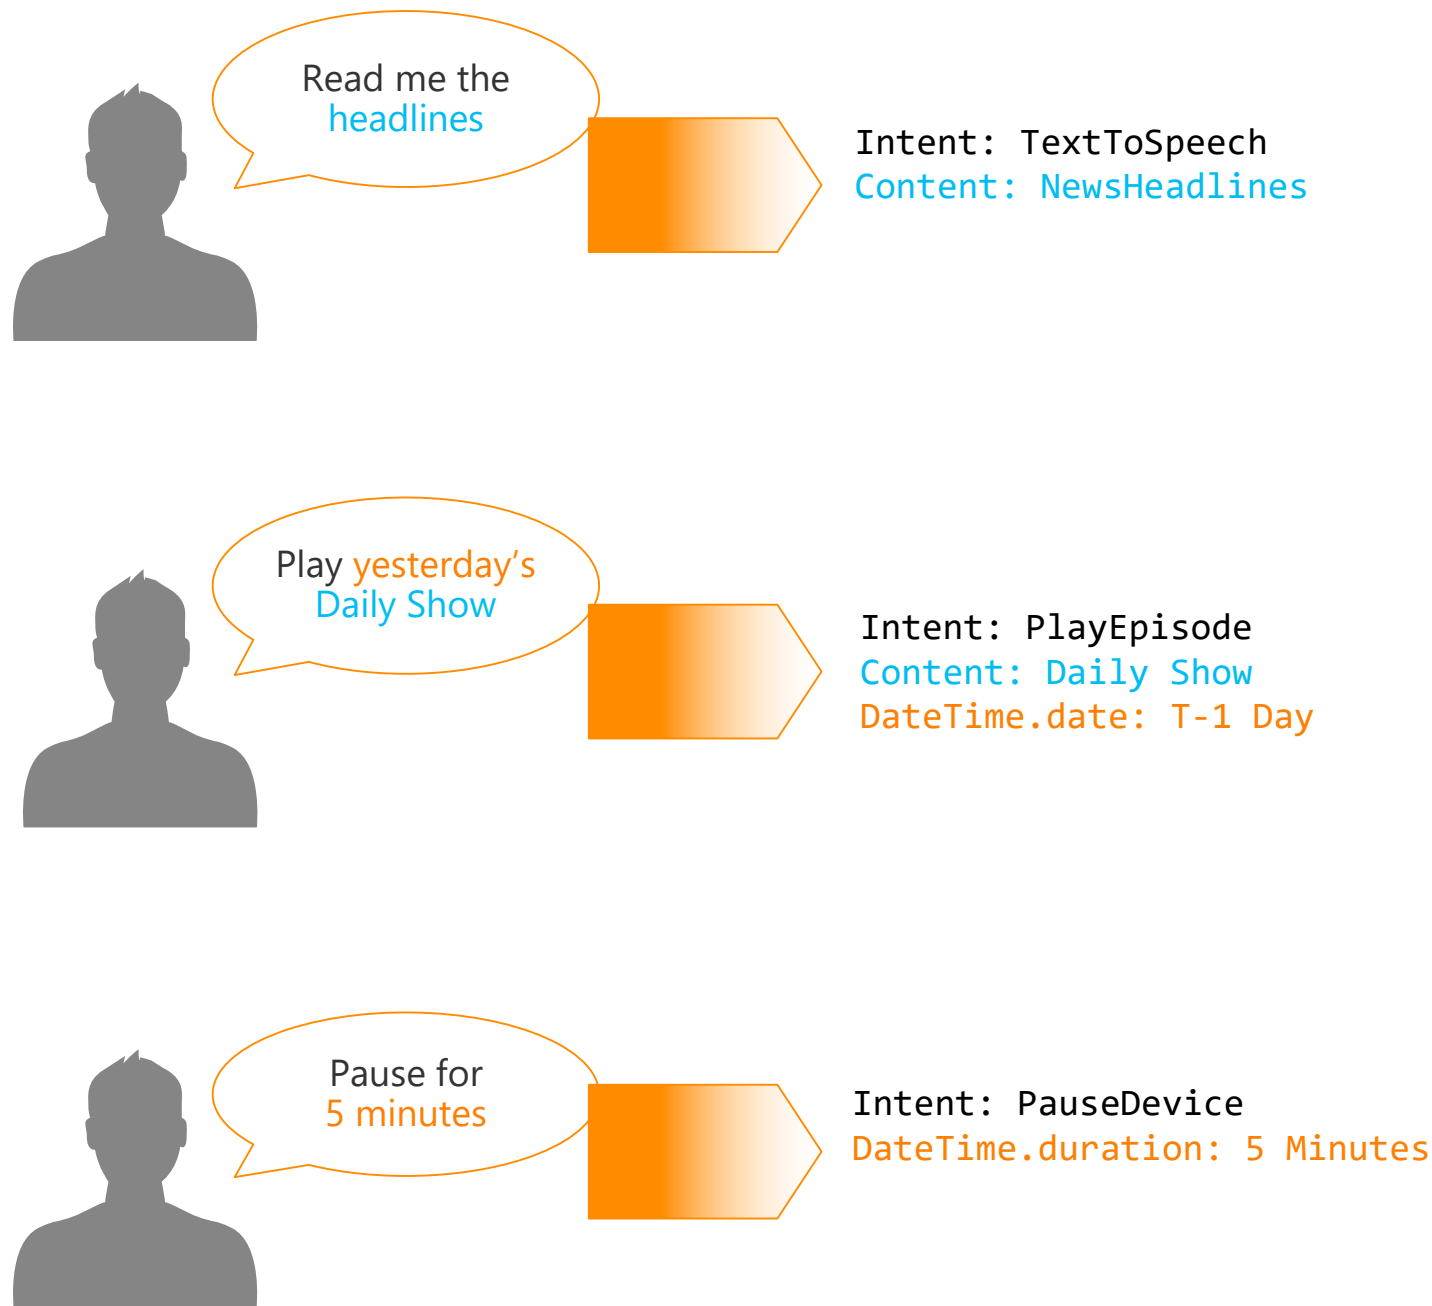 Read me the
headlines
Intent: TextToSpeech
Content: NewsHeadlines
Play yesterday’s
Daily Show
Intent: PlayEpisode
Content: Daily Show
DateTime.date: T-1 Day
Pause for
5 minutes
Intent: PauseDevice
DateTime.duration: 5 Minutes